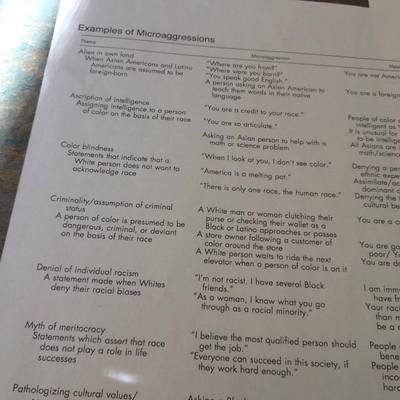 Examples of Microaggressions
Theme Microaggression
Alien in own land
When Asian Americans and Latino
Americans are assumed to be
foreign-born
"Where are you from?"
"Where were you born?"
"You speak good English."
A person asking an Asian American to
teach them words in their native
language
You are not Amer
You are a foreign
Ascription of intelligence
Assigning intelligence to a person
of color on the basis of their race
"You are a credit to your race."
"You are so articulate."
Asking an Asian person to help with a
math or science problem
People of color
intelligent as
It is unusual for
to be intellige
All Asians are
math/scienc
Color blindness
Statements that indicate that a
White person does not want to
acknowledge race
"When I look at you, I don't see color."
"America is a melting pot."
"There is only one race, the human race."
Denying a per
ethnic expe
Assimilate/ac
dominant c
Denying the
cultural be
Criminality/assumption of criminal
status
A person of color is presumed to be
dangerous, criminal, or deviant
on the basis of their race
A White man or woman clutching their
purse or checking their wallet as a
Black or Latino approaches or passes
A store owner following a customer of
color around the store
A White person waits to ride the next
elevator when a person of color is on it
You are a c
You are go
poor/ Yo
You are do
Denial of individual racism
A statement made when Whites
deny their racial biases
"I'm not racist. I have several Black
friends."
"As a woman, I know what you go
through as a racial minority."
I am imm
have fr
Your raci
than m
be a r
Myth of meritocracy
Statements which assert that race
does not play a role in life
successes
"I believe the most qualified person should
get the job."
"Everyone can succeed in this society, if
they work hard enough."
People
bene
People
inco
hard
Pathologizing cultural values/